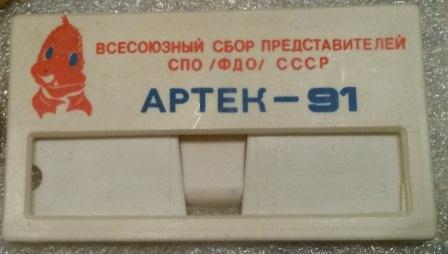 ВСЕСОЮЗНЫЙ СБОР ПРЕДСТАВИТЕЛЕЙ
СПО /ФДО/ СССР
АРТЕК-91